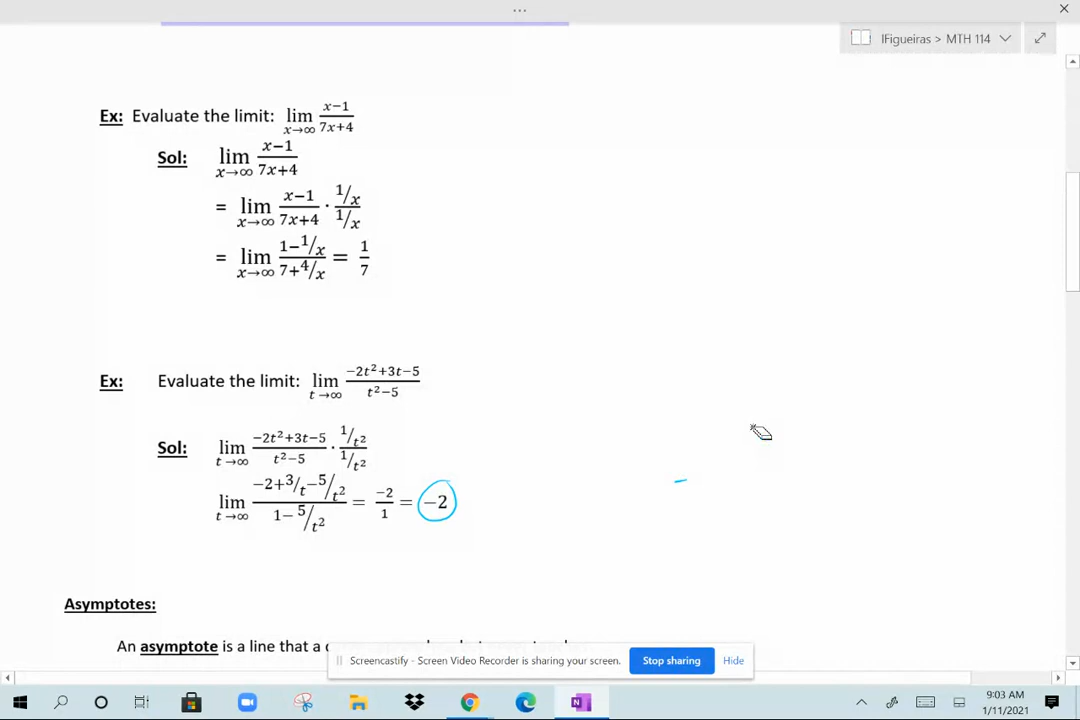 IFigueiras > MTH 114
Ex: Evaluate the limit: lim x→∞ x−1/7x+4
Sol: lim x→∞ x−1/7x+4
= lim x→∞ x−1/7x+4 · 1/x / 1/x
= lim x→∞ 1−1/x / 7+4/x = 1/7
Ex: Evaluate the limit: lim t→∞ −2t²+3t−5/t²−5
Sol: lim t→∞ −2t²+3t−5/t²−5 · 1/t² / 1/t²
lim t→∞ −2+3/t−5/t² / 1−5/t² = −2/1 = −2
Asymptotes:
An asymptote is a line that a
Screencastify - Screen Video Recorder is sharing your screen. Stop sharing Hide
9:03 AM
1/11/2021